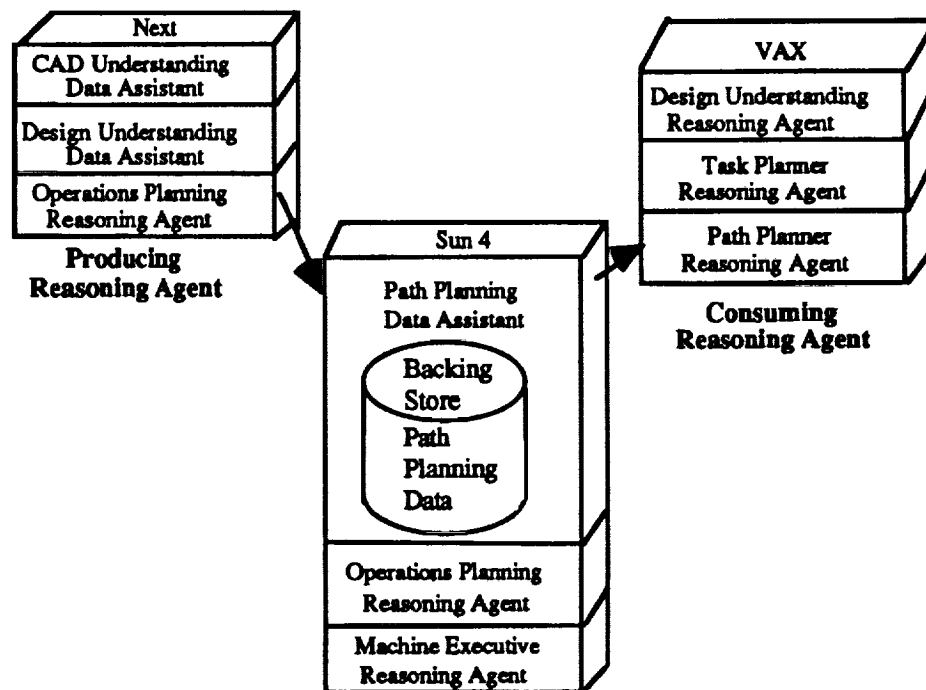 Next
CAD Understanding
Data Assistant
Design Understanding
Data Assistant
Operations Planning
Reasoning Agent
Producing
Reasoning Agent
Sun 4
Path Planning
Data Assistant
Backing
Store
Path
Planning
Data
Operations Planning
Reasoning Agent
Machine Executive
Reasoning Agent
VAX
Design Understanding
Reasoning Agent
Task Planner
Reasoning Agent
Path Planner
Reasoning Agent
Consuming
Reasoning Agent